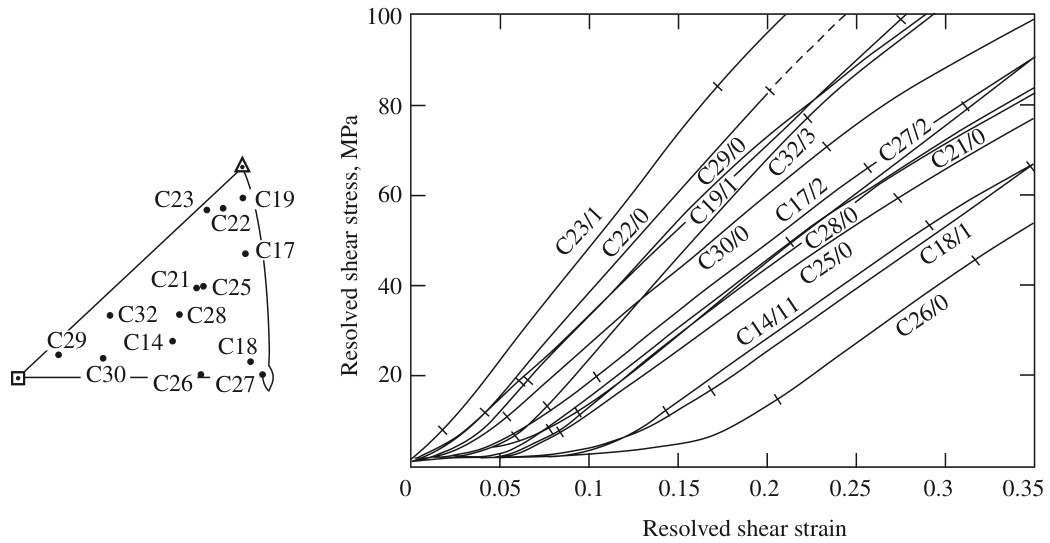 C23
C19
C22
C17
C21
C25
C32
C28
C29
C14
C18
C30
C26
C27
Resolved shear stress, MPa
100
80
60
40
20
0
0.05
0.1
0.15
0.2
0.25
0.3
0.35
Resolved shear strain
C23/1
C22/0
C29/0
C19/1
C32/3
C30/0
C17/2
C27/2
C21/0
C28/0
C25/0
C14/11
C18/1
C26/0